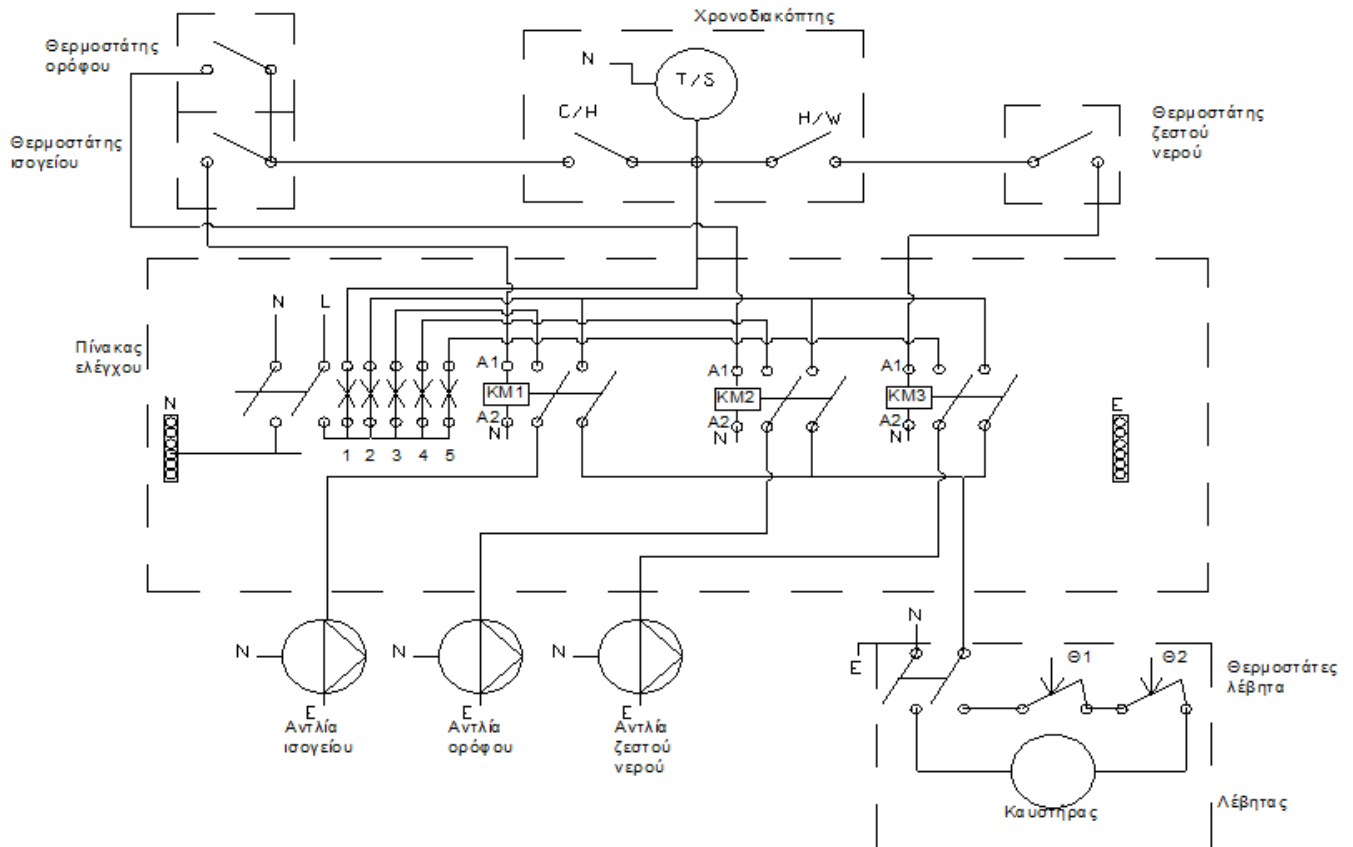 Χρονοδιακόπτης
Θερμοστάτης
ορόφου
N
T/S
C/H
H/W
Θερμοστάτης
ζεστού
νερού
Θερμοστάτης
ισογείου
N
L
Πίνακας
ελέγχου
A1
A1
A1
KM1
KM2
KM3
N
E
A2
A2
A2
N
N
N
1
2
3
4
5
N
N
N
N
E
Θ1
Θ2
Θερμοστάτες
λέβητα
E
E
E
Αντλία
ισογείου
Αντλία
ορόφου
Αντλία
ζεστού
νερού
Καυστήρας
Λέβητας